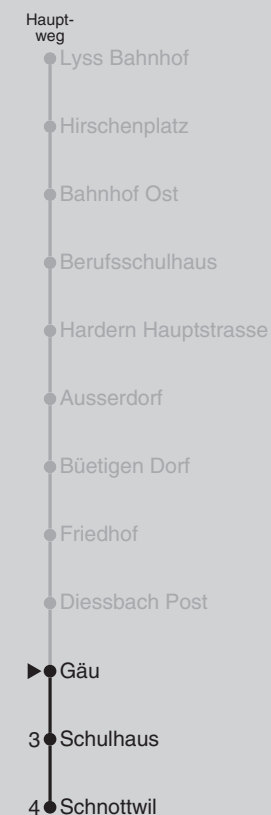 Haupt-
weg
Lyss Bahnhof
Hirschenplatz
Bahnhof Ost
Berufsschulhaus
Hardern Hauptstrasse
Ausserdorf
Büetigen Dorf
Friedhof
Diessbach Post
Gäu
3 Schulhaus
4 Schnottwil